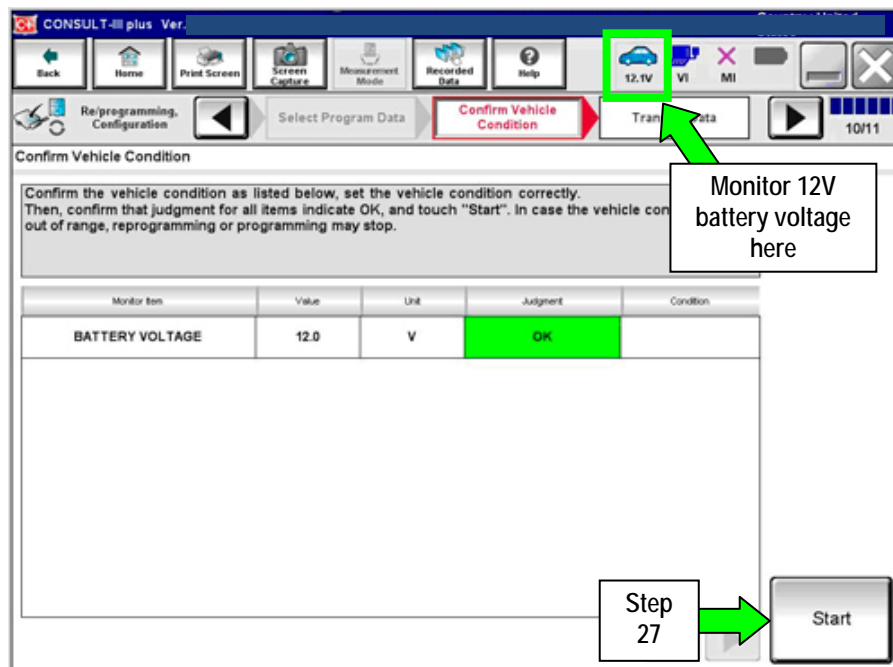 CONSULT-III plus Ver.
Back
Home
Print Screen
Screen
Capture
Measurement
Mode
Recorded
Data
Help
12.1V
VI
MI
Re/programming,
Configuration
Select Program Data
Confirm Vehicle
Condition
Tran
ata
10/11
Confirm Vehicle Condition
Confirm the vehicle condition as listed below, set the vehicle condition correctly.
Then, confirm that judgment for all items indicate OK, and touch "Start". In case the vehicle con
out of range, reprogramming or programming may stop.
Monitor 12V
battery voltage
here
Monitor Item Value Unit Judgment Condition
BATTERY VOLTAGE 12.0 V OK
Step
27
Start